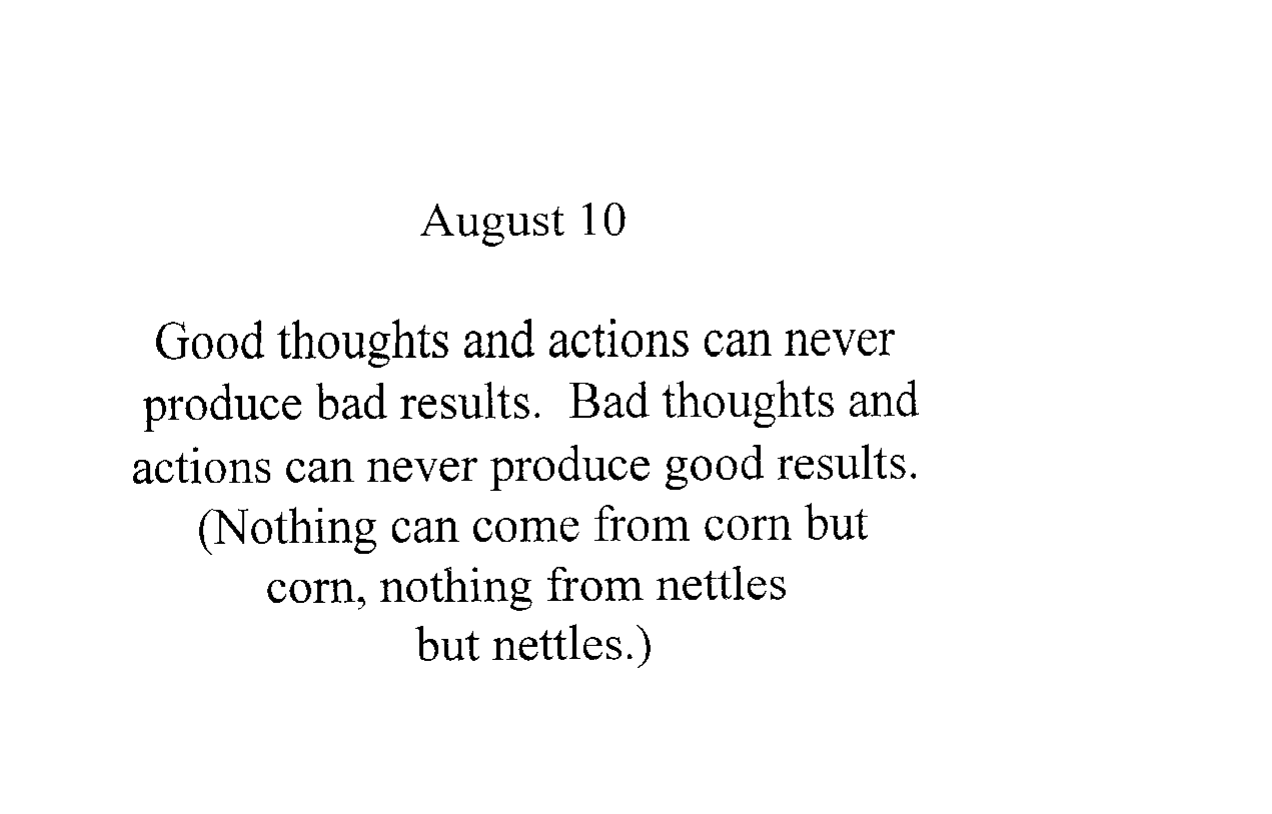 August 10
Good thoughts and actions can never
produce bad results.  Bad thoughts and
actions can never produce good results.
(Nothing can come from corn but
corn, nothing from nettles
but nettles.)